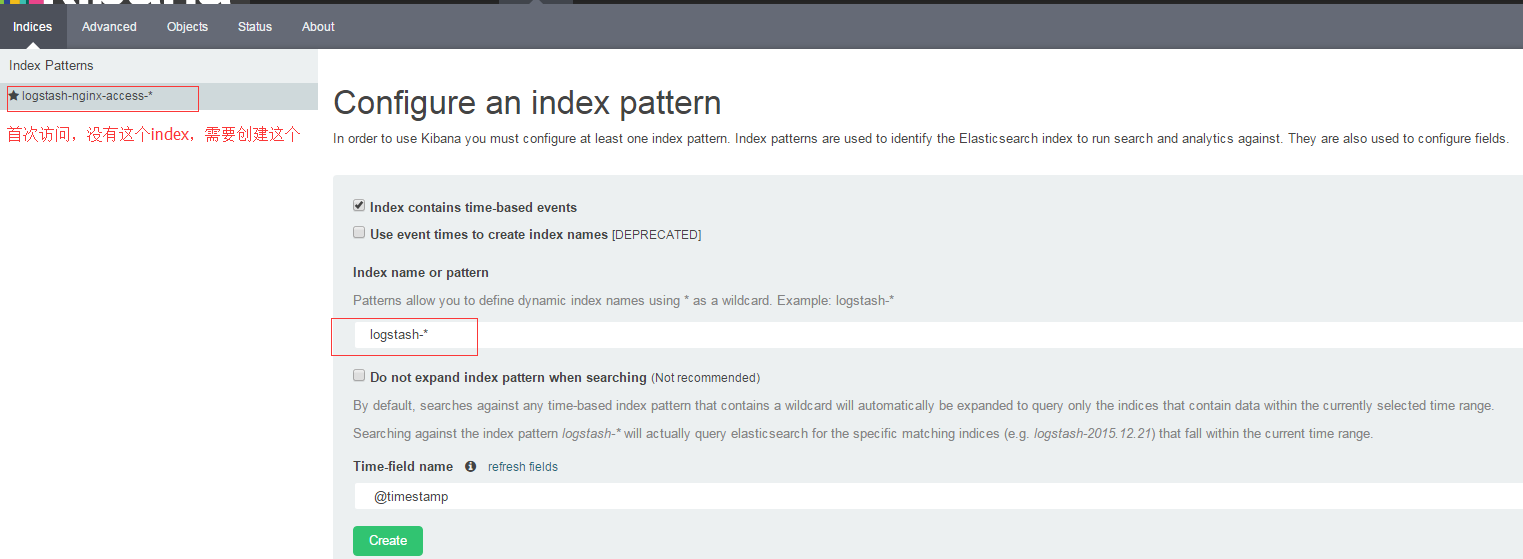 Indices Advanced Objects Status About
Index Patterns
logstash-nginx-access-*
首次访问，没有这个index，需要创建这个
Configure an index pattern
In order to use Kibana you must configure at least one index pattern. Index patterns are used to identify the Elasticsearch index to run search and analytics against. They are also used to configure fields.
Index contains time-based events
Use event times to create index names [DEPRECATED]
Index name or pattern
Patterns allow you to define dynamic index names using * as a wildcard. Example: logstash-*
logstash-*
Do not expand index pattern when searching (Not recommended)
By default, searches against any time-based index pattern that contains a wildcard will automatically be expanded to query only the indices that contain data within the currently selected time range.
Searching against the index pattern logstash-* will actually query elasticsearch for the specific matching indices (e.g. logstash-2015.12.21) that fall within the current time range.
Time-field name refresh fields
@timestamp
Create